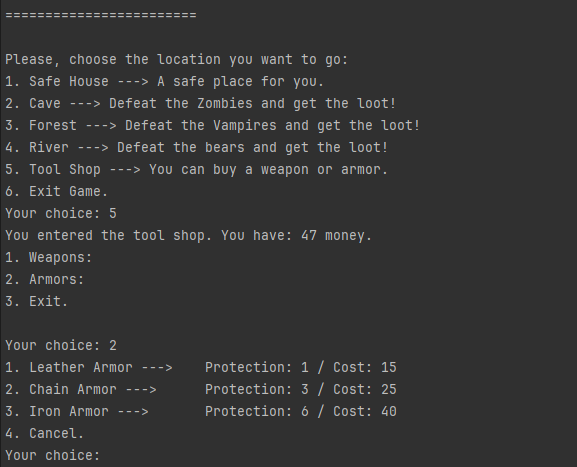 ========================
Please, choose the location you want to go:
1. Safe House ---> A safe place for you.
2. Cave ---> Defeat the Zombies and get the loot!
3. Forest ---> Defeat the Vampires and get the loot!
4. River ---> Defeat the bears and get the loot!
5. Tool Shop ---> You can buy a weapon or armor.
6. Exit Game.
Your choice: 5
You entered the tool shop. You have: 47 money.
1. Weapons:
2. Armors:
3. Exit.
Your choice: 2
1. Leather Armor --->    Protection: 1 / Cost: 15
2. Chain Armor --->      Protection: 3 / Cost: 25
3. Iron Armor --->       Protection: 6 / Cost: 40
4. Cancel.
Your choice: